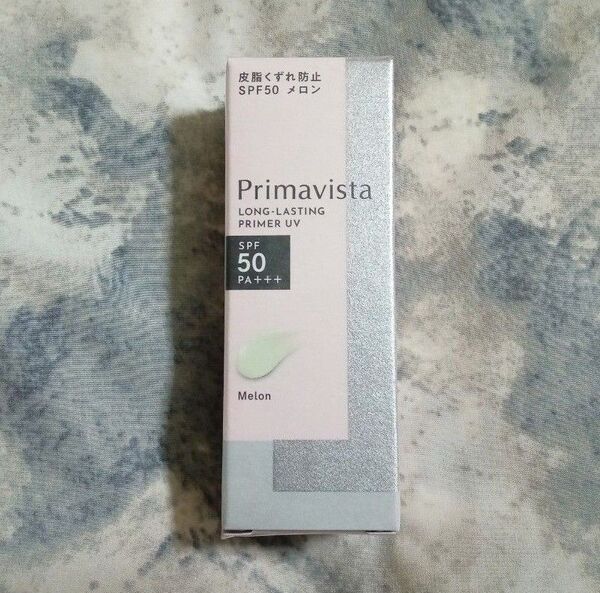 皮脂くずれ防止
SPF50 メロン
Primavista
LONG-LASTING
PRIMER UV
SPF
50
PA+++
Melon